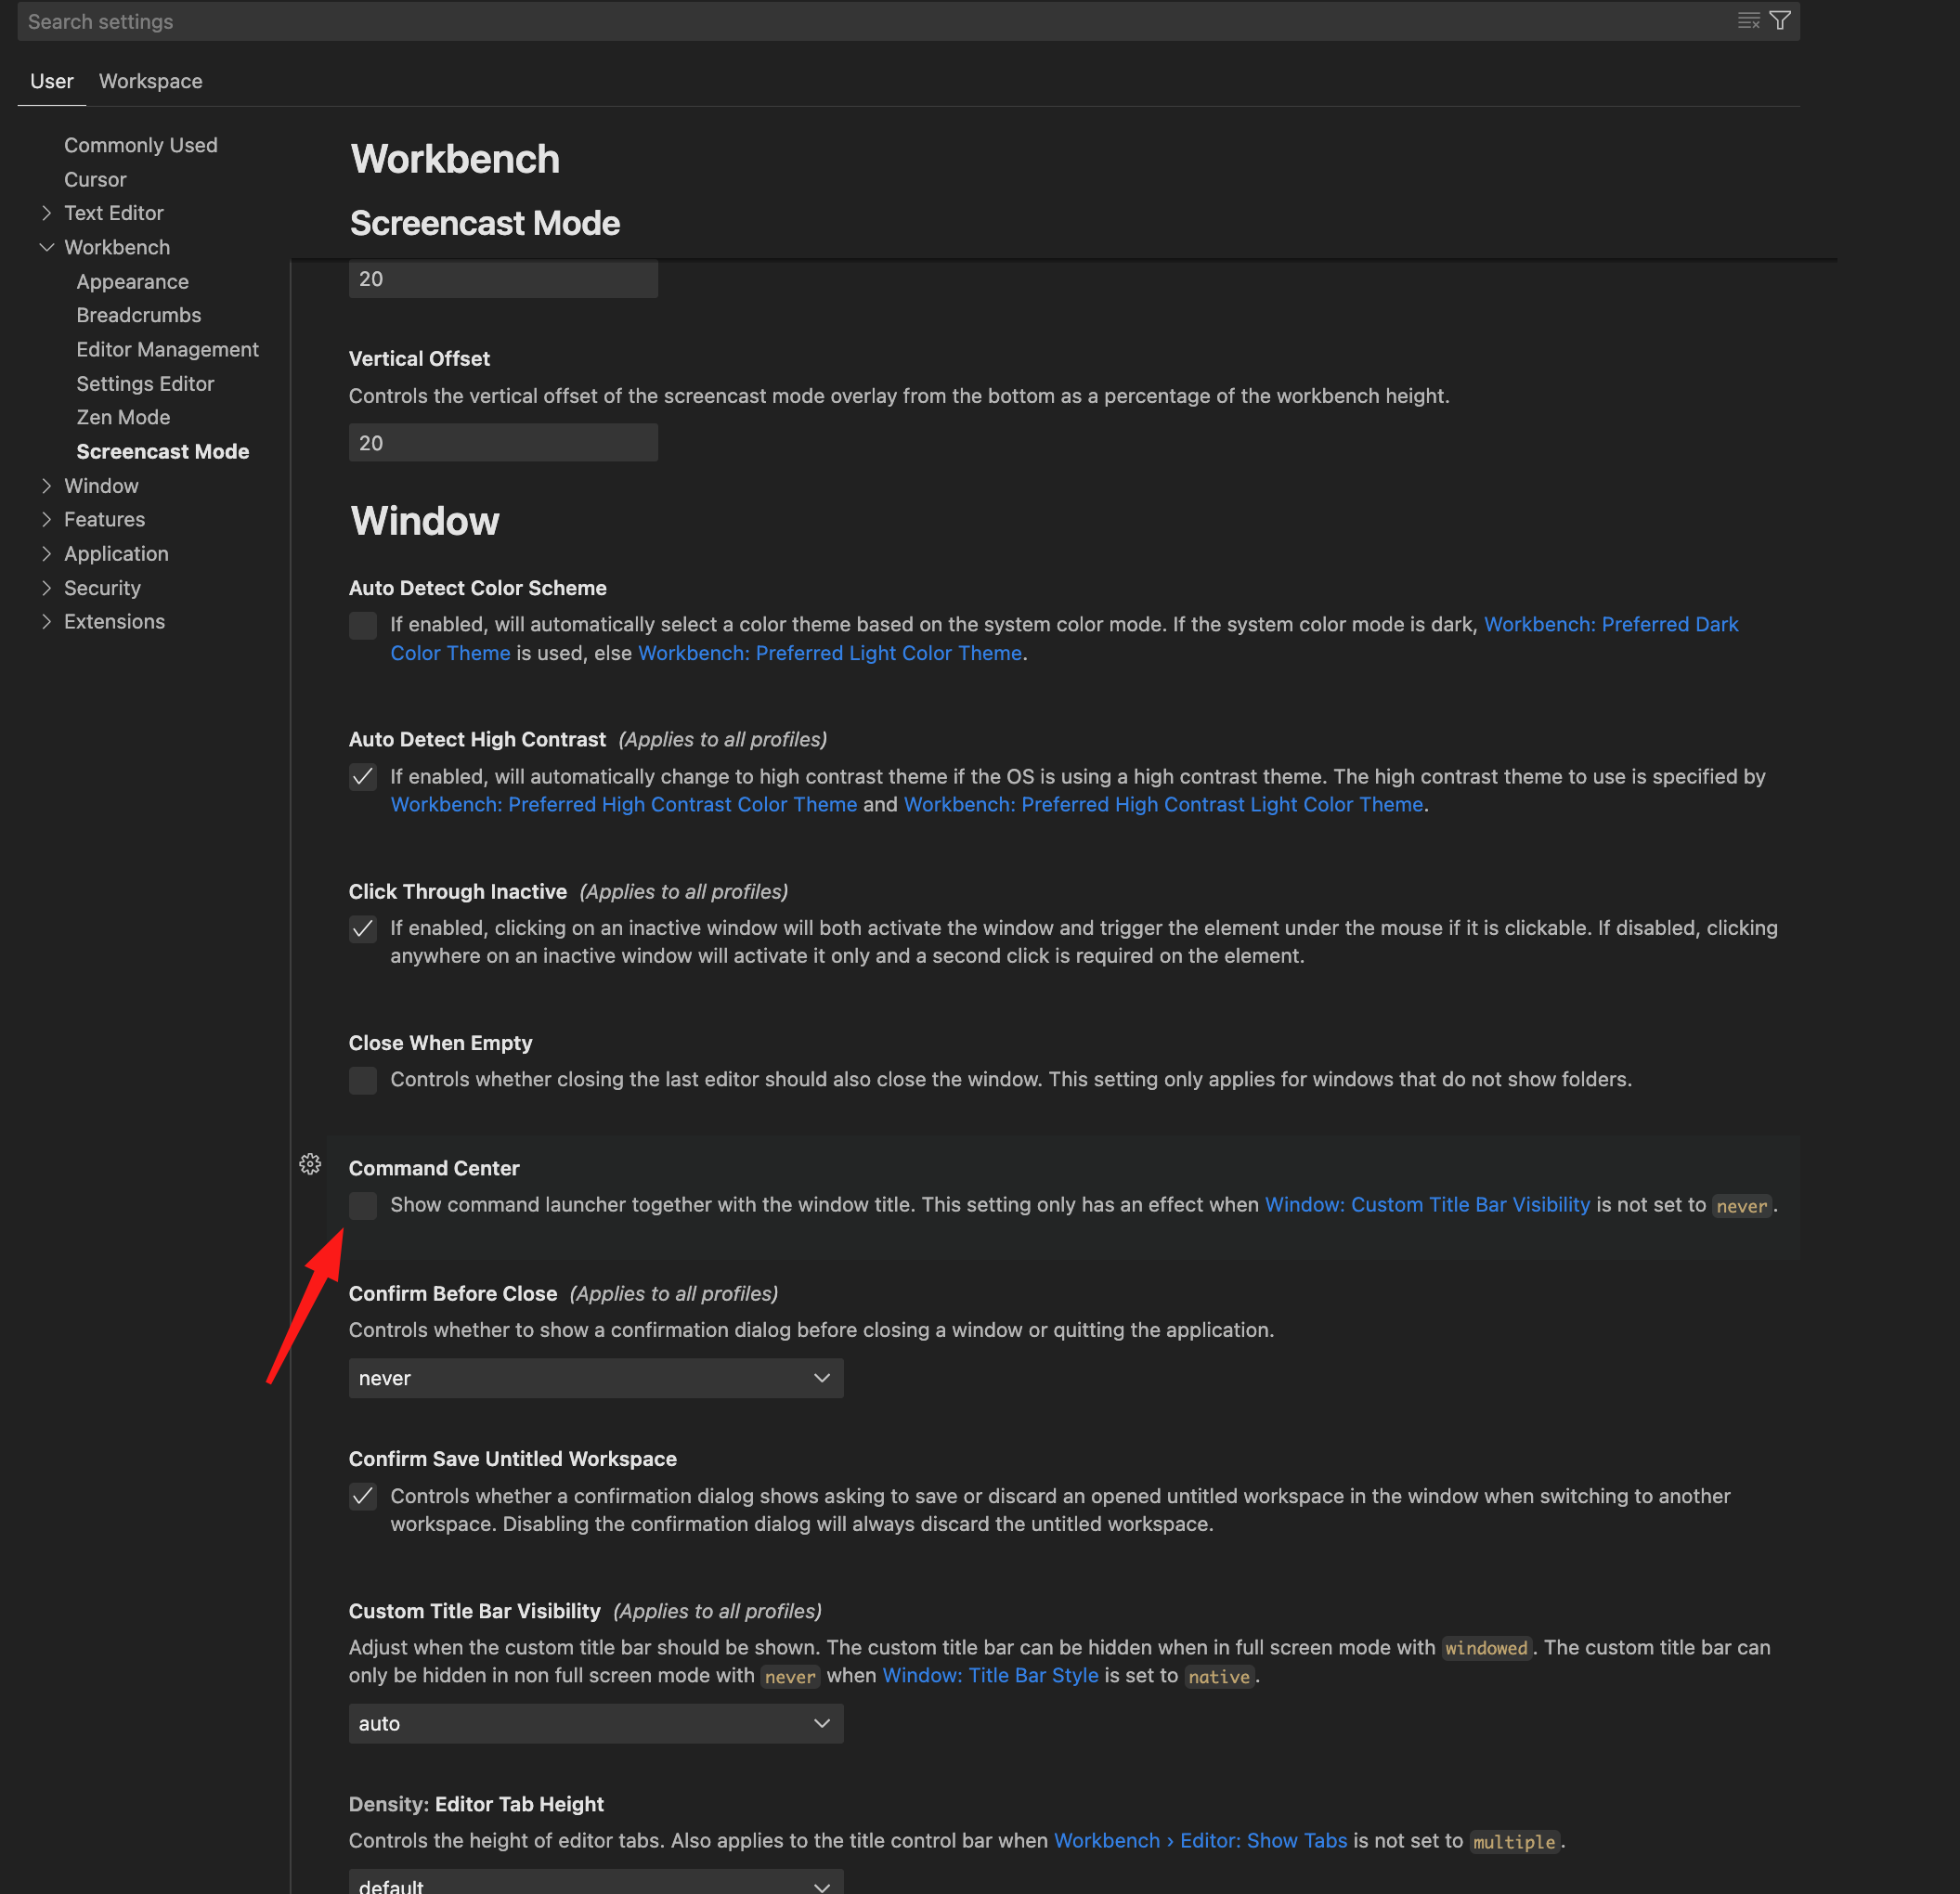 Search settings
User
Workspace
Commonly Used
Cursor
Text Editor
Workbench
Appearance
Breadcrumbs
Editor Management
Settings Editor
Zen Mode
Screencast Mode
Window
Features
Application
Security
Extensions
Workbench
Screencast Mode
20
Vertical Offset
Controls the vertical offset of the screencast mode overlay from the bottom as a percentage of the workbench height.
20
Window
Auto Detect Color Scheme
If enabled, will automatically select a color theme based on the system color mode. If the system color mode is dark, Workbench: Preferred Dark
Color Theme is used, else Workbench: Preferred Light Color Theme.
Auto Detect High Contrast (Applies to all profiles)
If enabled, will automatically change to high contrast theme if the OS is using a high contrast theme. The high contrast theme to use is specified by
Workbench: Preferred High Contrast Color Theme and Workbench: Preferred High Contrast Light Color Theme.
Click Through Inactive (Applies to all profiles)
If enabled, clicking on an inactive window will both activate the window and trigger the element under the mouse if it is clickable. If disabled, clicking
anywhere on an inactive window will activate it only and a second click is required on the element.
Close When Empty
Controls whether closing the last editor should also close the window. This setting only applies for windows that do not show folders.
Command Center
Show command launcher together with the window title. This setting only has an effect when Window: Custom Title Bar Visibility is not set to never.
Confirm Before Close (Applies to all profiles)
Controls whether to show a confirmation dialog before closing a window or quitting the application.
never
Confirm Save Untitled Workspace
Controls whether a confirmation dialog shows asking to save or discard an opened untitled workspace in the window when switching to another
workspace. Disabling the confirmation dialog will always discard the untitled workspace.
Custom Title Bar Visibility (Applies to all profiles)
Adjust when the custom title bar should be shown. The custom title bar can be hidden when in full screen mode with windowed. The custom title bar can
only be hidden in non full screen mode with never when Window: Title Bar Style is set to native.
auto
Density: Editor Tab Height
Controls the height of editor tabs. Also applies to the title control bar when Workbench › Editor: Show Tabs is not set to multiple.
default